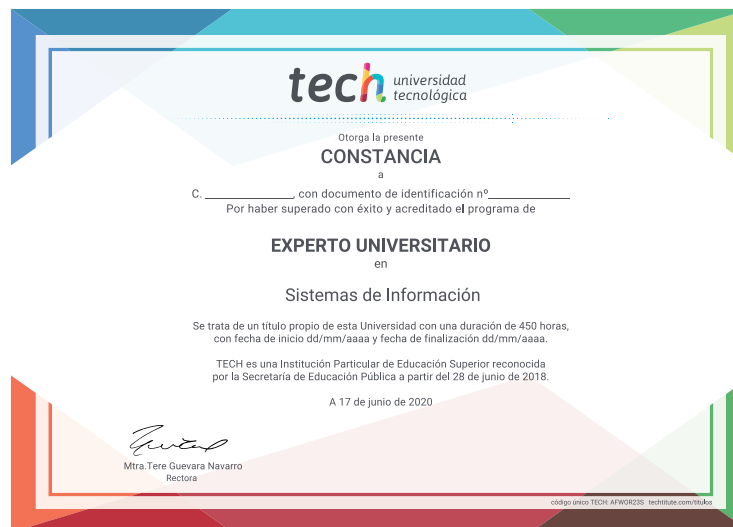 tech universidad
tecnológica
Otorga la presente
CONSTANCIA
a
C. ________________, con documento de identificación nº_______________
Por haber superado con éxito y acreditado el programa de
EXPERTO UNIVERSITARIO
en
Sistemas de Información
Se trata de un título propio de esta Universidad con una duración de 450 horas,
con fecha de inicio dd/mm/aaaa y fecha de finalización dd/mm/aaaa.
TECH es una Institución Particular de Educación Superior reconocida
por la Secretaría de Educación Pública a partir del 28 de junio de 2018.
A 17 de junio de 2020
Mtra.Tere Guevara Navarro
Rectora
código único TECH: AFWOR23S techtitute.com/titulos